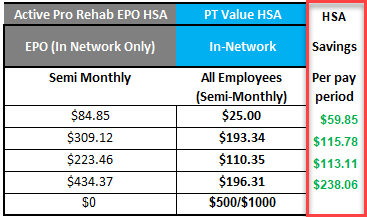 Active Pro Rehab EPO HSA PT Value HSA HSA
EPO (In Network Only) In-Network Savings
Semi Monthly All Employees Per pay
(Semi-Monthly) period
$84.85 $25.00 $59.85
$309.12 $193.34 $115.78
$223.46 $110.35 $113.11
$434.37 $196.31 $238.06
$0 $500/$1000